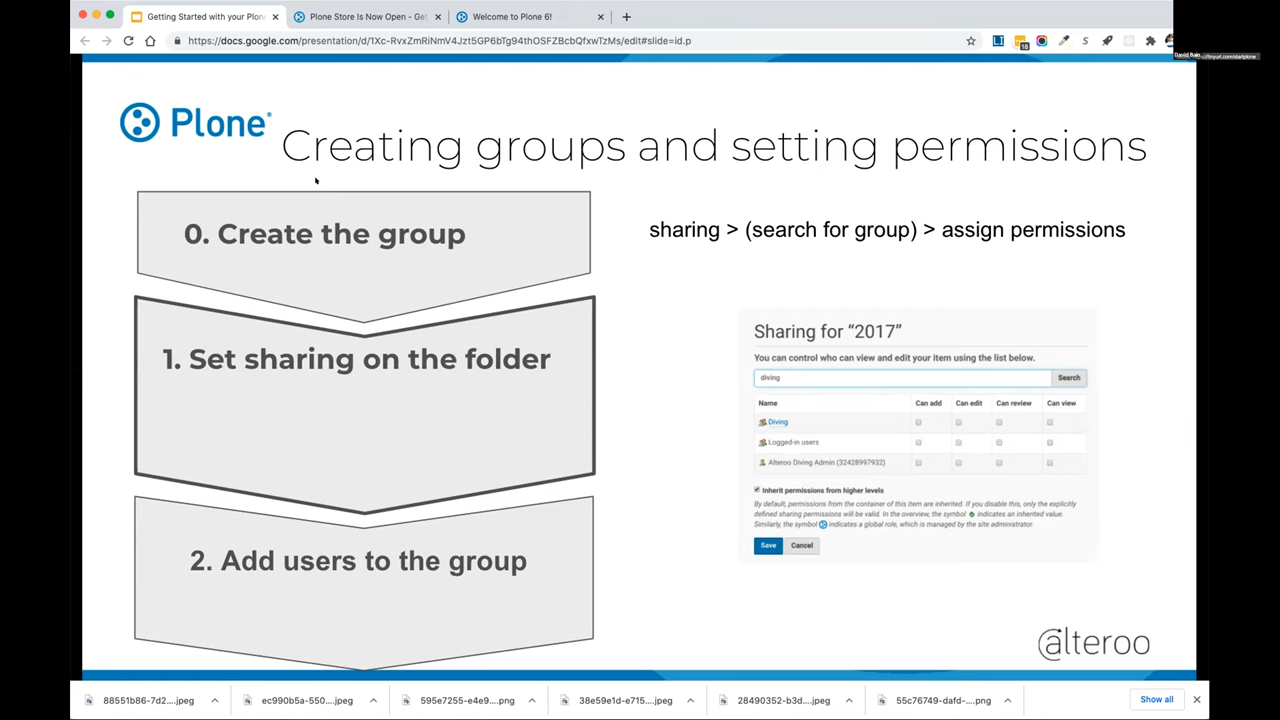 Getting Started with your Plone
Plone Store Is Now Open - Get
Welcome to Plone 6!
https://docs.google.com/presentation/d/1Xc-RvxZmRiNmV4Jzt5GP6bTg94thOSFZBcbQfxwTzMs/edit#slide=id.p
18
David Bain
Plone
Creating groups and setting permissions
0. Create the group
sharing > (search for group) > assign permissions
1. Set sharing on the folder
Sharing for “2017”
You can control who can view and edit your item using the list below.
diving Search
Name Can add Can edit Can review Can view
Diving
Logged-in users
Alteroo Diving Admin (32428997932)
Inherit permissions from higher levels
By default, permissions from the container of this item are inherited. If you disable this, only the explicitly
defined sharing permissions will be valid. In the overview, the symbol indicates an inherited value.
Similarly, the symbol indicates a global role, which is managed by the site administrator.
Save Cancel
2. Add users to the group
@lteroo
88551b86-7d2....jpeg ec990b5a-550....jpeg 595e7255-e4e9....png 38e59e1d-e715....jpeg 28490352-b3d....jpeg 55c76749-dafd-....png Show all